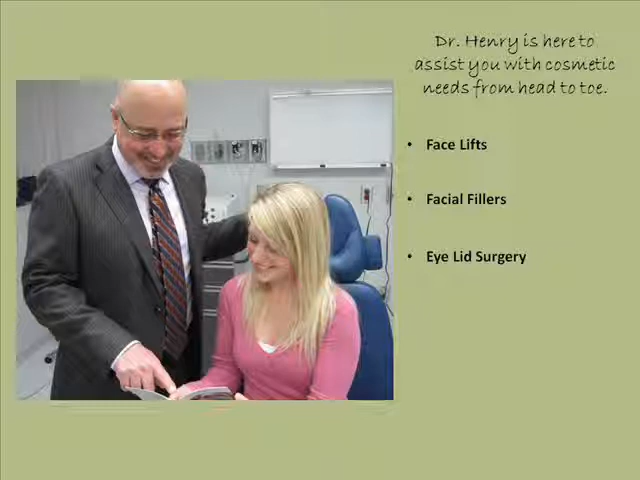 Dr. Henry is here to
assist you with cosmetic
needs from head to toe.
• Face Lifts
• Facial Fillers
• Eye Lid Surgery